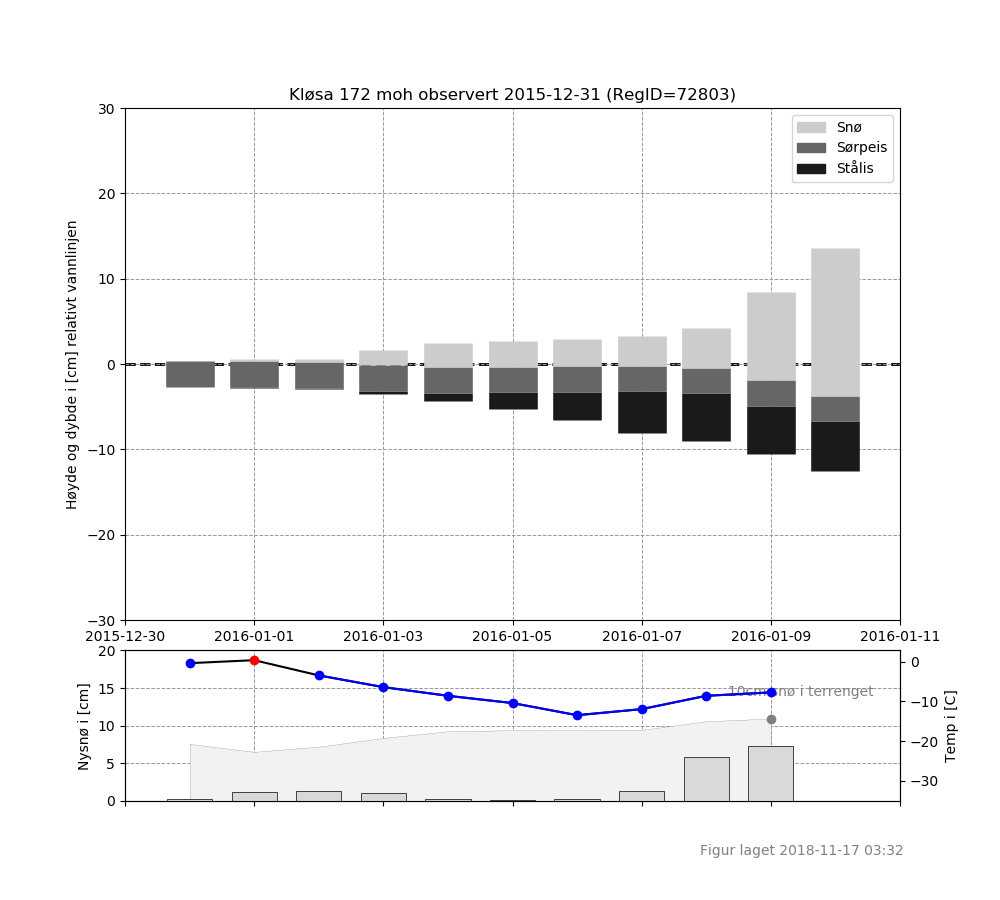 Kløsa 172 moh observert 2015-12-31 (RegID=72803)
Snø
Sørpeis
Stålis
Høyde og dybde i [cm] relativt vannlinjen
30
20
10
0
−10
−20
−30
2015-12-30 2016-01-01 2016-01-03 2016-01-05 2016-01-07 2016-01-09 2016-01-11
Nysnø i [cm]
20
15
10
5
0
10cm snø i terrenget
0
−10
−20
−30
Temp i [C]
Figur laget 2018-11-17 03:32